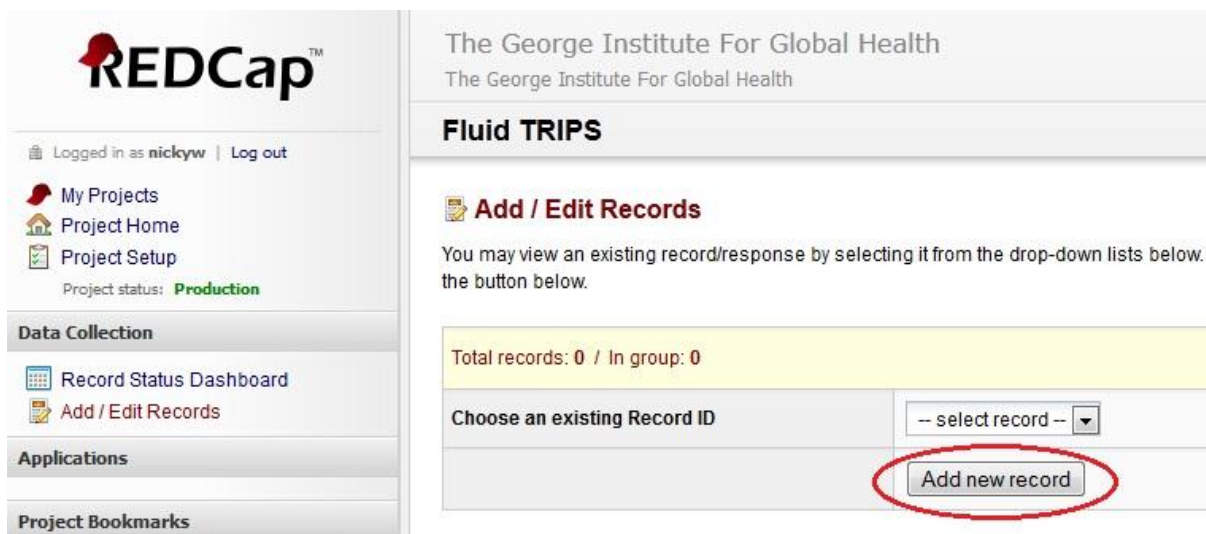 REDCap™
Logged in as nickyw | Log out
My Projects
Project Home
Project Setup
Project status: Production
Data Collection
Record Status Dashboard
Add / Edit Records
Applications
Project Bookmarks
The George Institute For Global Health
The George Institute For Global Health
Fluid TRIPS
Add / Edit Records
You may view an existing record/response by selecting it from the drop-down lists below.
the button below.
Total records: 0 / In group: 0
Choose an existing Record ID
-- select record --
Add new record